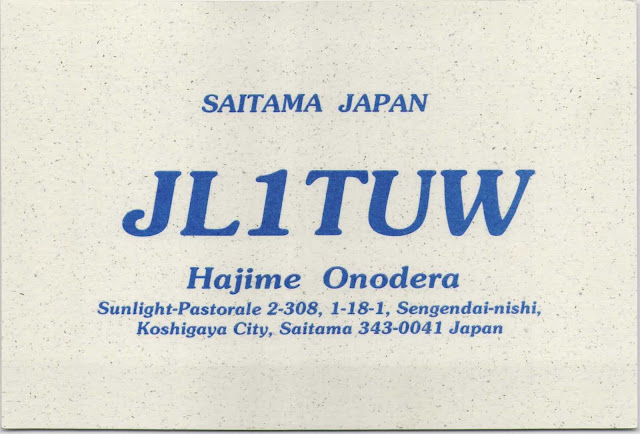 SAITAMA JAPAN
JL1TUW
Hajime Onodera
Sunlight-Pastorale 2-308, 1-18-1, Sengendai-nishi,
Koshigaya City, Saitama 343-0041 Japan